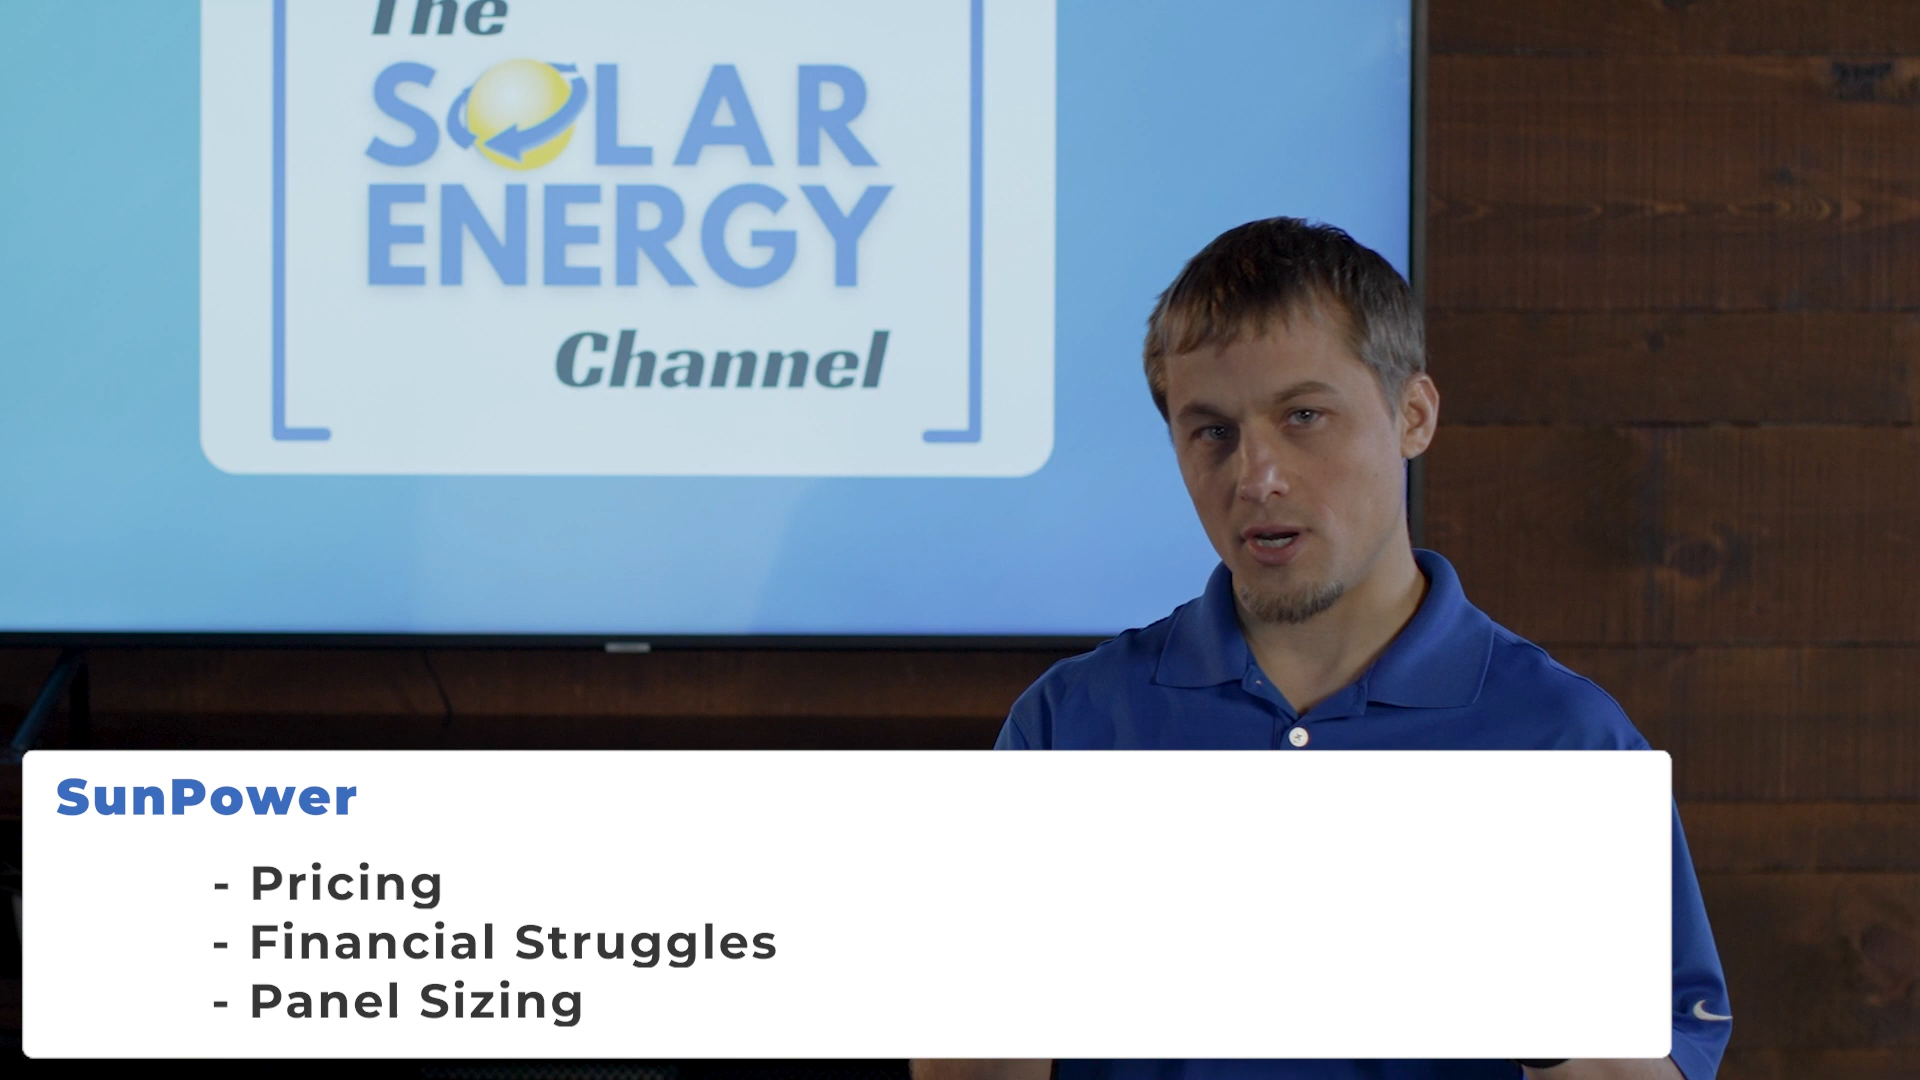 The
SOLAR
ENERGY
Channel
SunPower
- Pricing
- Financial Struggles
- Panel Sizing